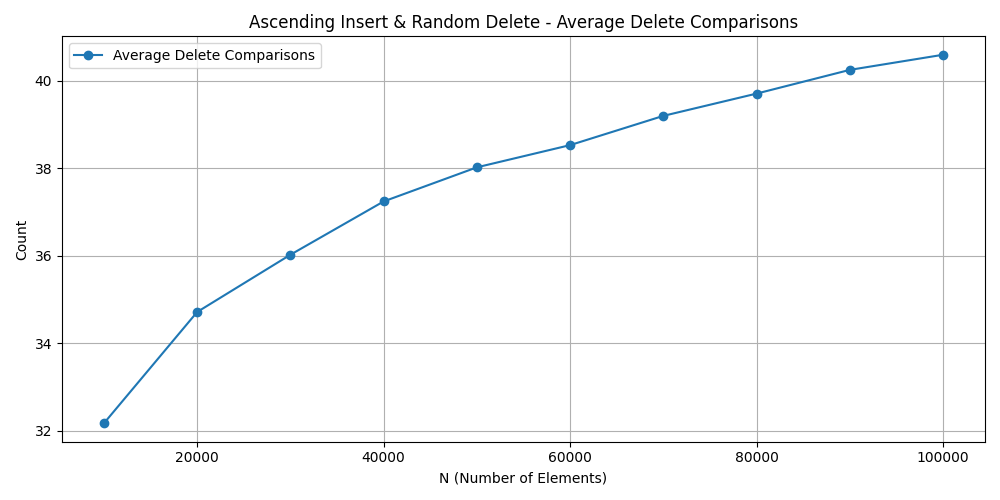 Ascending Insert & Random Delete - Average Delete Comparisons
Average Delete Comparisons
Count
40
38
36
34
32
20000 40000 60000 80000 100000
N (Number of Elements)